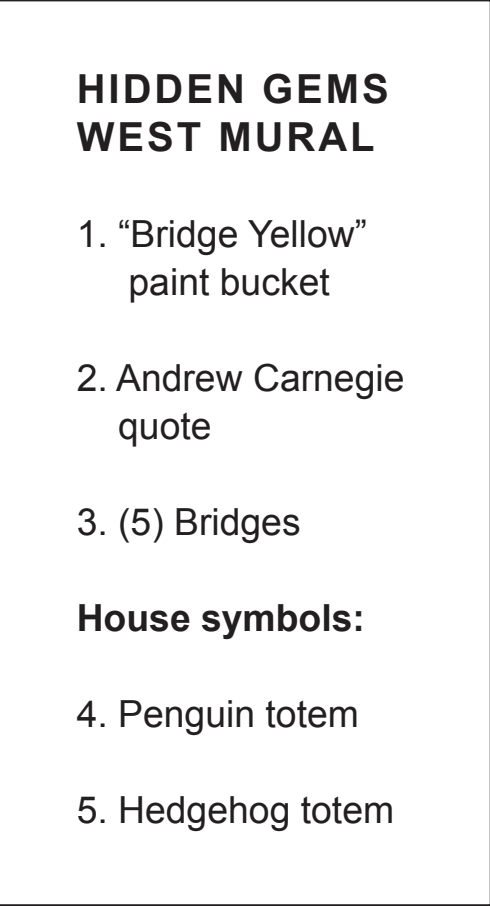 HIDDEN GEMS
WEST MURAL
1. “Bridge Yellow”
paint bucket
2. Andrew Carnegie
quote
3. (5) Bridges
House symbols:
4. Penguin totem
5. Hedgehog totem